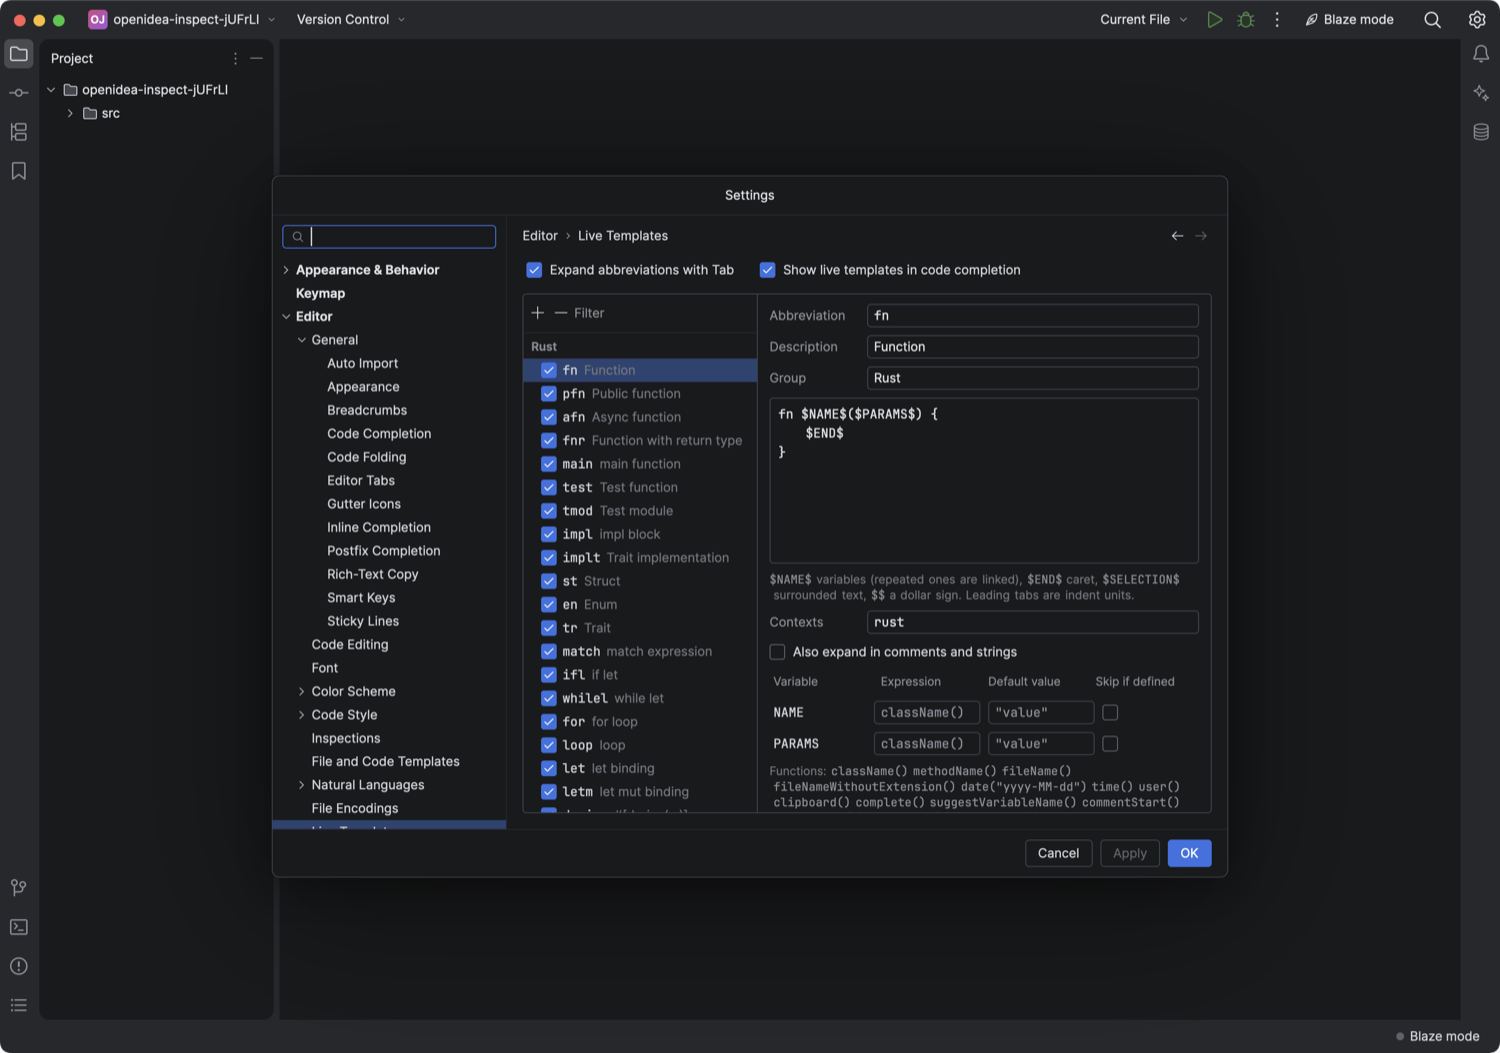 OJ openidea-inspect-jUFrLI Version Control Current File Blaze mode
Project
openidea-inspect-jUFrLI
src
Settings
Editor › Live Templates
Appearance & Behavior
Keymap
Editor
General
Auto Import
Appearance
Breadcrumbs
Code Completion
Code Folding
Editor Tabs
Gutter Icons
Inline Completion
Postfix Completion
Rich-Text Copy
Smart Keys
Sticky Lines
Code Editing
Font
Color Scheme
Code Style
Inspections
File and Code Templates
Natural Languages
File Encodings
Expand abbreviations with Tab Show live templates in code completion
Filter
Rust
fn Function
pfn Public function
afn Async function
fnr Function with return type
main main function
test Test function
tmod Test module
impl impl block
implt Trait implementation
st Struct
en Enum
tr Trait
match match expression
ifl if let
whilel while let
for for loop
loop loop
let let binding
letm let mut binding
Abbreviation fn
Description Function
Group Rust
fn $NAME$($PARAMS$) {
$END$
}
$NAME$ variables (repeated ones are linked), $END$ caret, $SELECTION$
surrounded text, $$ a dollar sign. Leading tabs are indent units.
Contexts rust
Also expand in comments and strings
Variable Expression Default value Skip if defined
NAME className() "value"
PARAMS className() "value"
Functions: className() methodName() fileName()
fileNameWithoutExtension() date("yyyy-MM-dd") time() user()
clipboard() complete() suggestVariableName() commentStart()
Cancel Apply OK
Blaze mode